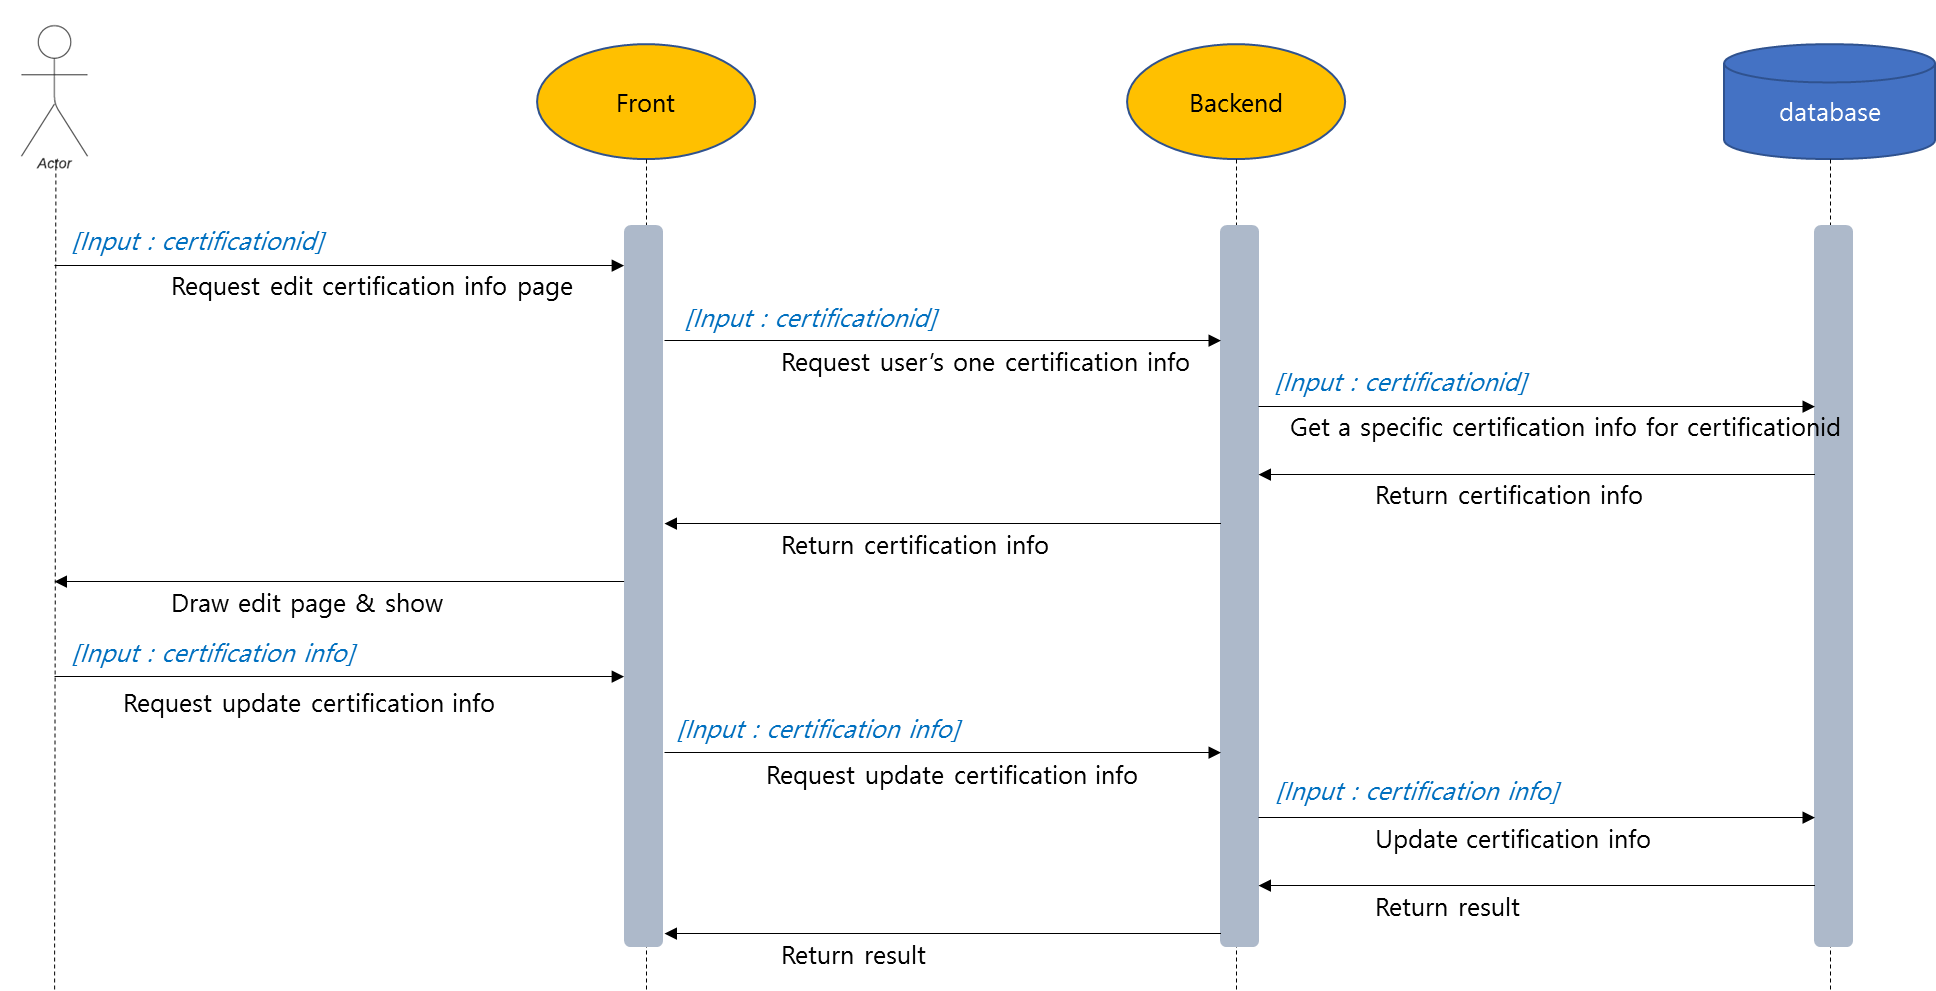 Actor
Front
Backend
database
[Input : certificationid]
Request edit certification info page
[Input : certificationid]
Request user’s one certification info
[Input : certificationid]
Get a specific certification info for certificationid
Return certification info
Return certification info
Draw edit page & show
[Input : certification info]
Request update certification info
[Input : certification info]
Request update certification info
[Input : certification info]
Update certification info
Return result
Return result